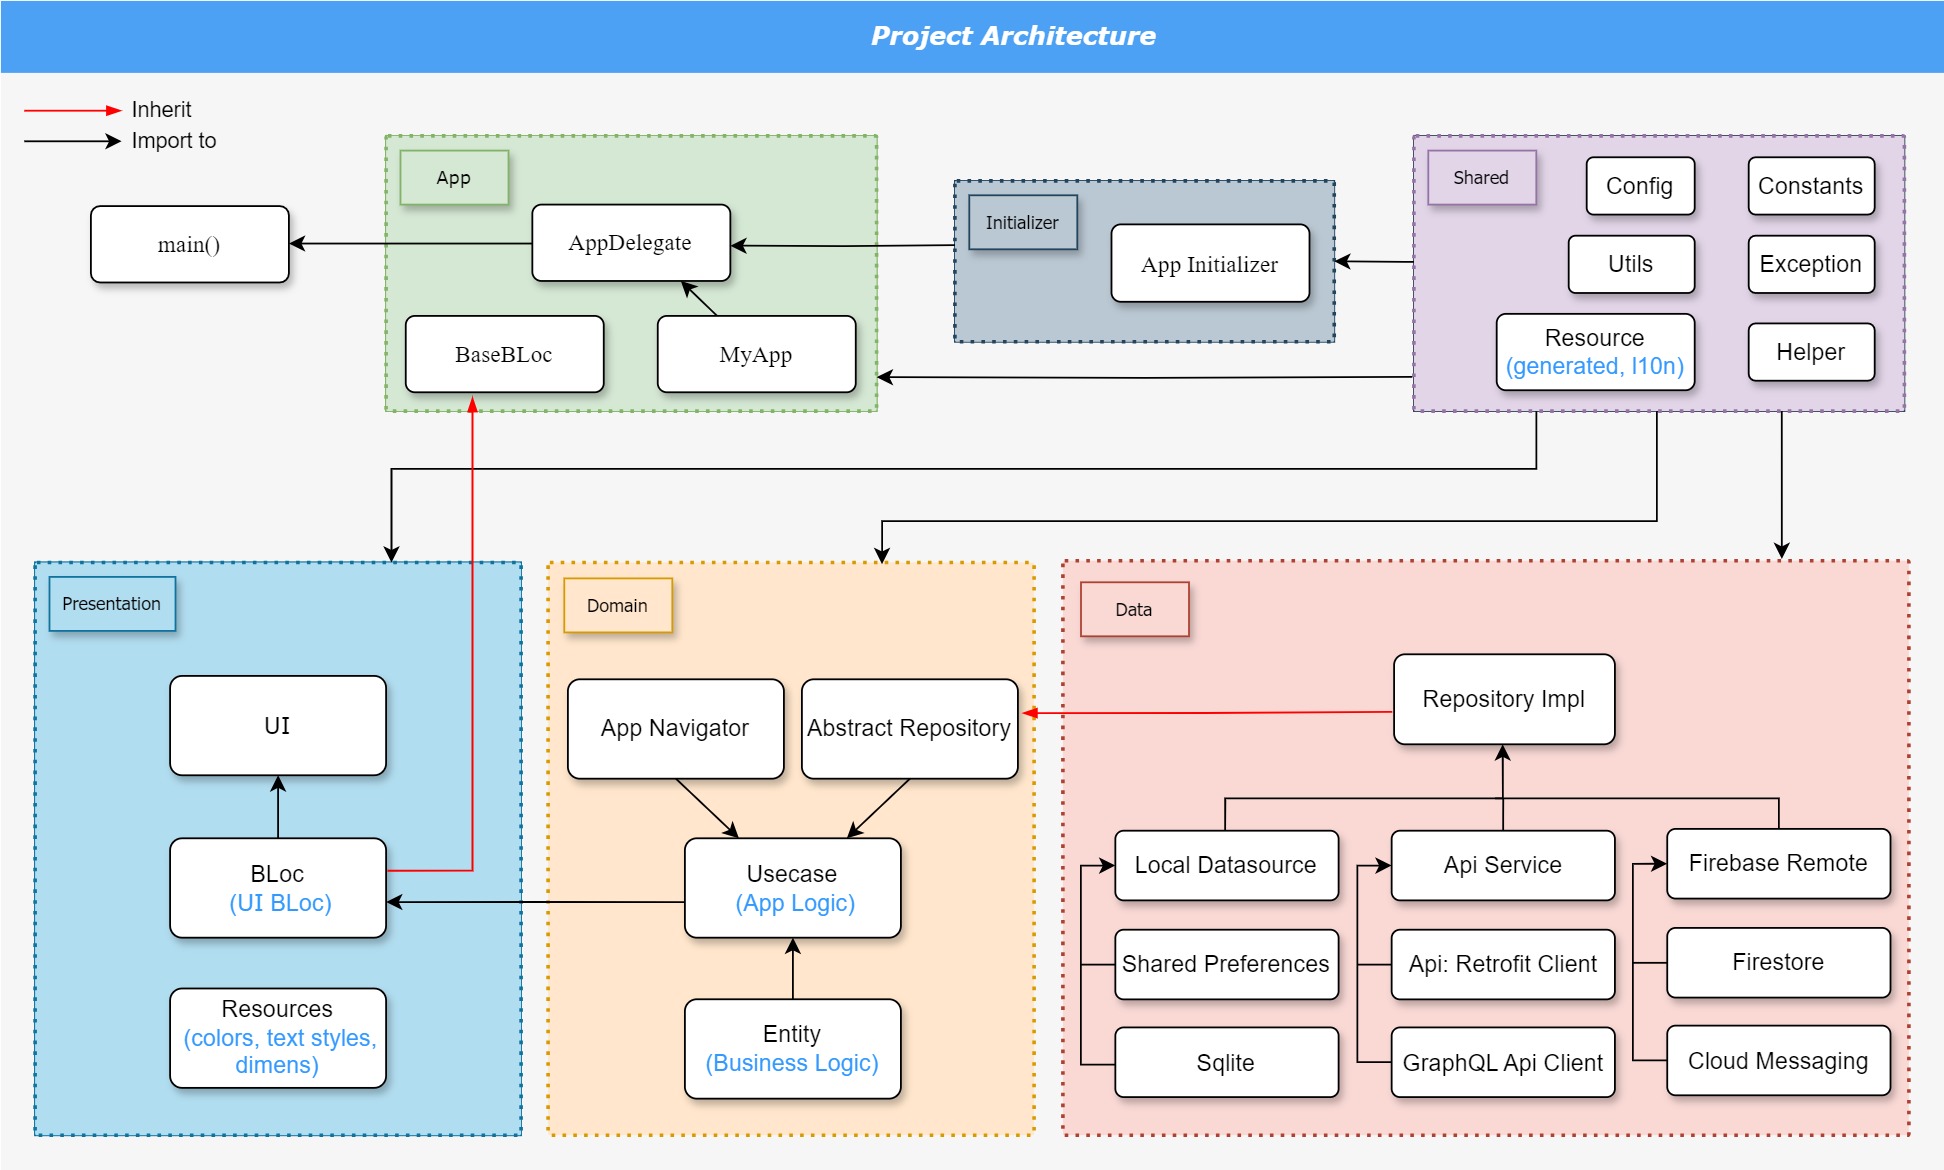 Project Architecture
Inherit
Import to
App
main()
AppDelegate
BaseBLoc
MyApp
Initializer
App Initializer
Shared
Config
Constants
Utils
Exception
Resource
(generated, l10n)
Helper
Presentation
UI
BLoc
(UI BLoc)
Resources
(colors, text styles,
dimens)
Domain
App Navigator
Abstract Repository
Usecase
(App Logic)
Entity
(Business Logic)
Data
Repository Impl
Local Datasource
Api Service
Firebase Remote
Shared Preferences
Api: Retrofit Client
Firestore
Sqlite
GraphQL Api Client
Cloud Messaging